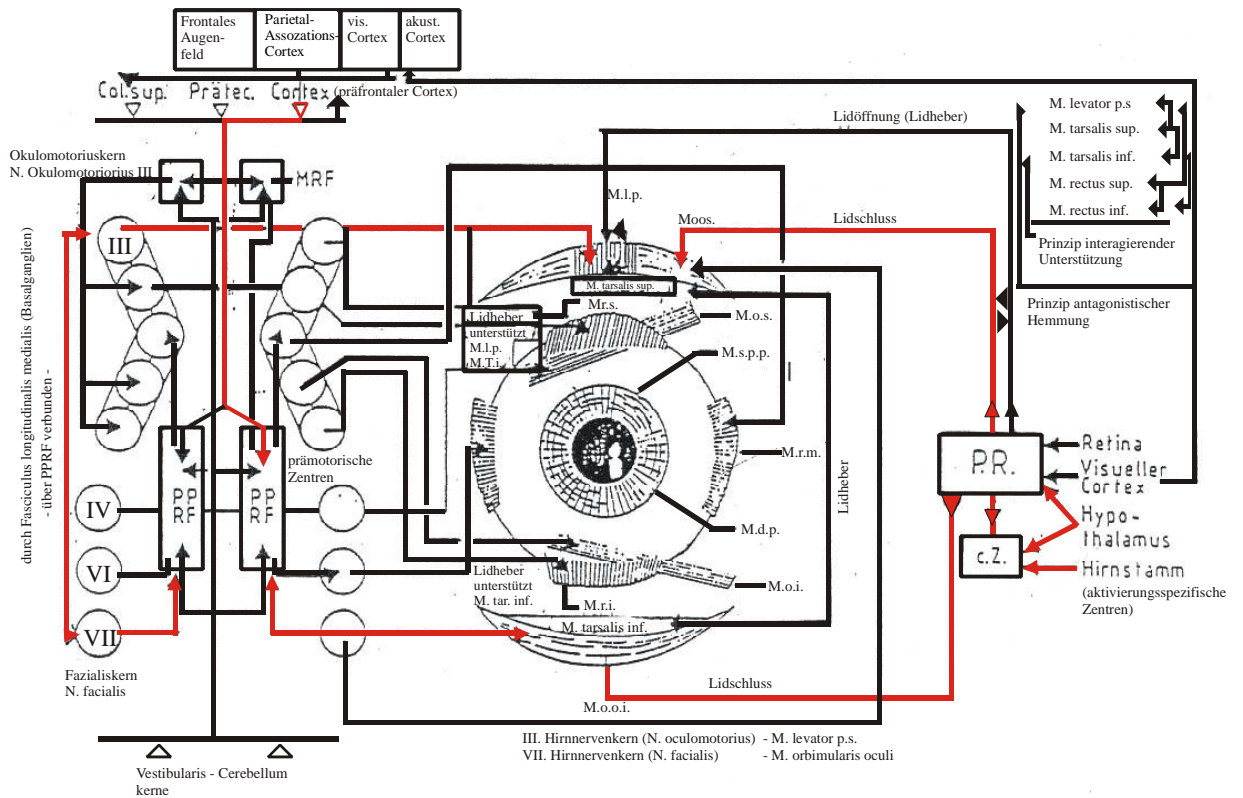 Frontales
Augen-
feld
Parietal-
Assozations-
Cortex
vis.
Cortex
akust.
Cortex
Col.sup.
Prätec.
Cortex
(präfrontaler Cortex)
Okulomotoriuskern
N. Okulomotoriorius III
MRF
durch Fasciculus longitudinalis medialis (Basalganglien)
- über PPRF verbunden -
III
IV
VI
VII
Fazialiskern
N. facialis
P P
R F
P P
R F
prämotorische
Zentren
Vestibularis - Cerebellum
kerne
M.l.p.
Moos.
M. tarsalis sup.
Mr.s.
Lidheber
unterstützt
M.l.p.
M.T.i.
M.o.s.
M.s.p.p.
M.r.m.
M.d.p.
M.o.i.
Lidheber
unterstützt
M. tar. inf.
M.r.i.
M. tarsalis inf.
M.o.o.i.
Lidheber
Lidöffnung (Lidheber)
Lidschluss
Lidschluss
M. levator p.s
M. tarsalis sup.
M. tarsalis inf.
M. rectus sup.
M. rectus inf.
Prinzip interagierender
Unterstützung
Prinzip antagonistischer
Hemmung
P.R.
c.Z.
Retina
Visueller
Cortex
Hypo-
thalamus
Hirnstamm
(aktivierungsspezifische
Zentren)
III. Hirnnervenkern (N. oculomotorius) - M. levator p.s.
VII. Hirnnervenkern (N. facialis) - M. orbimularis oculi